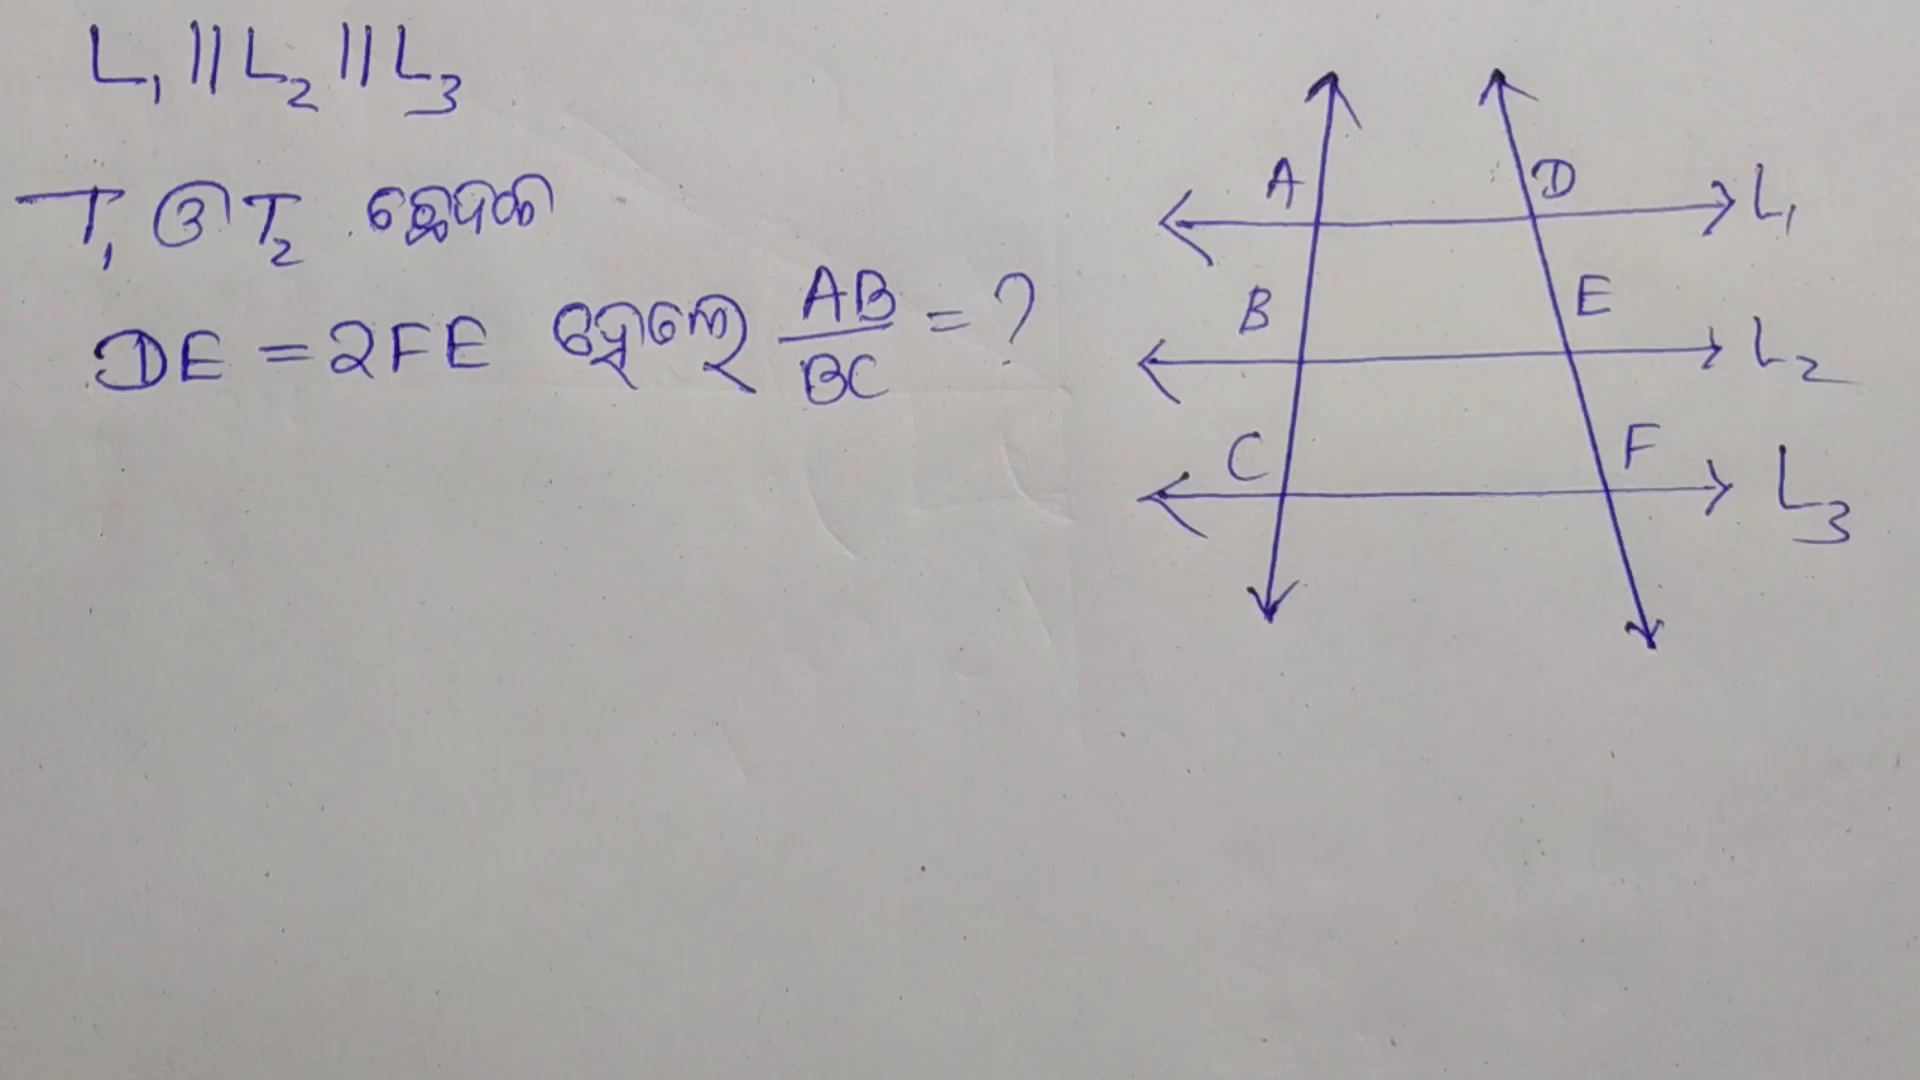 L₁ || L₂ || L₃
T₁ ଓ T₂ ଛେଦକ
DE = 2FE ହେଲେ AB/BC = ?
A D L₁
B E L₂
C F L₃